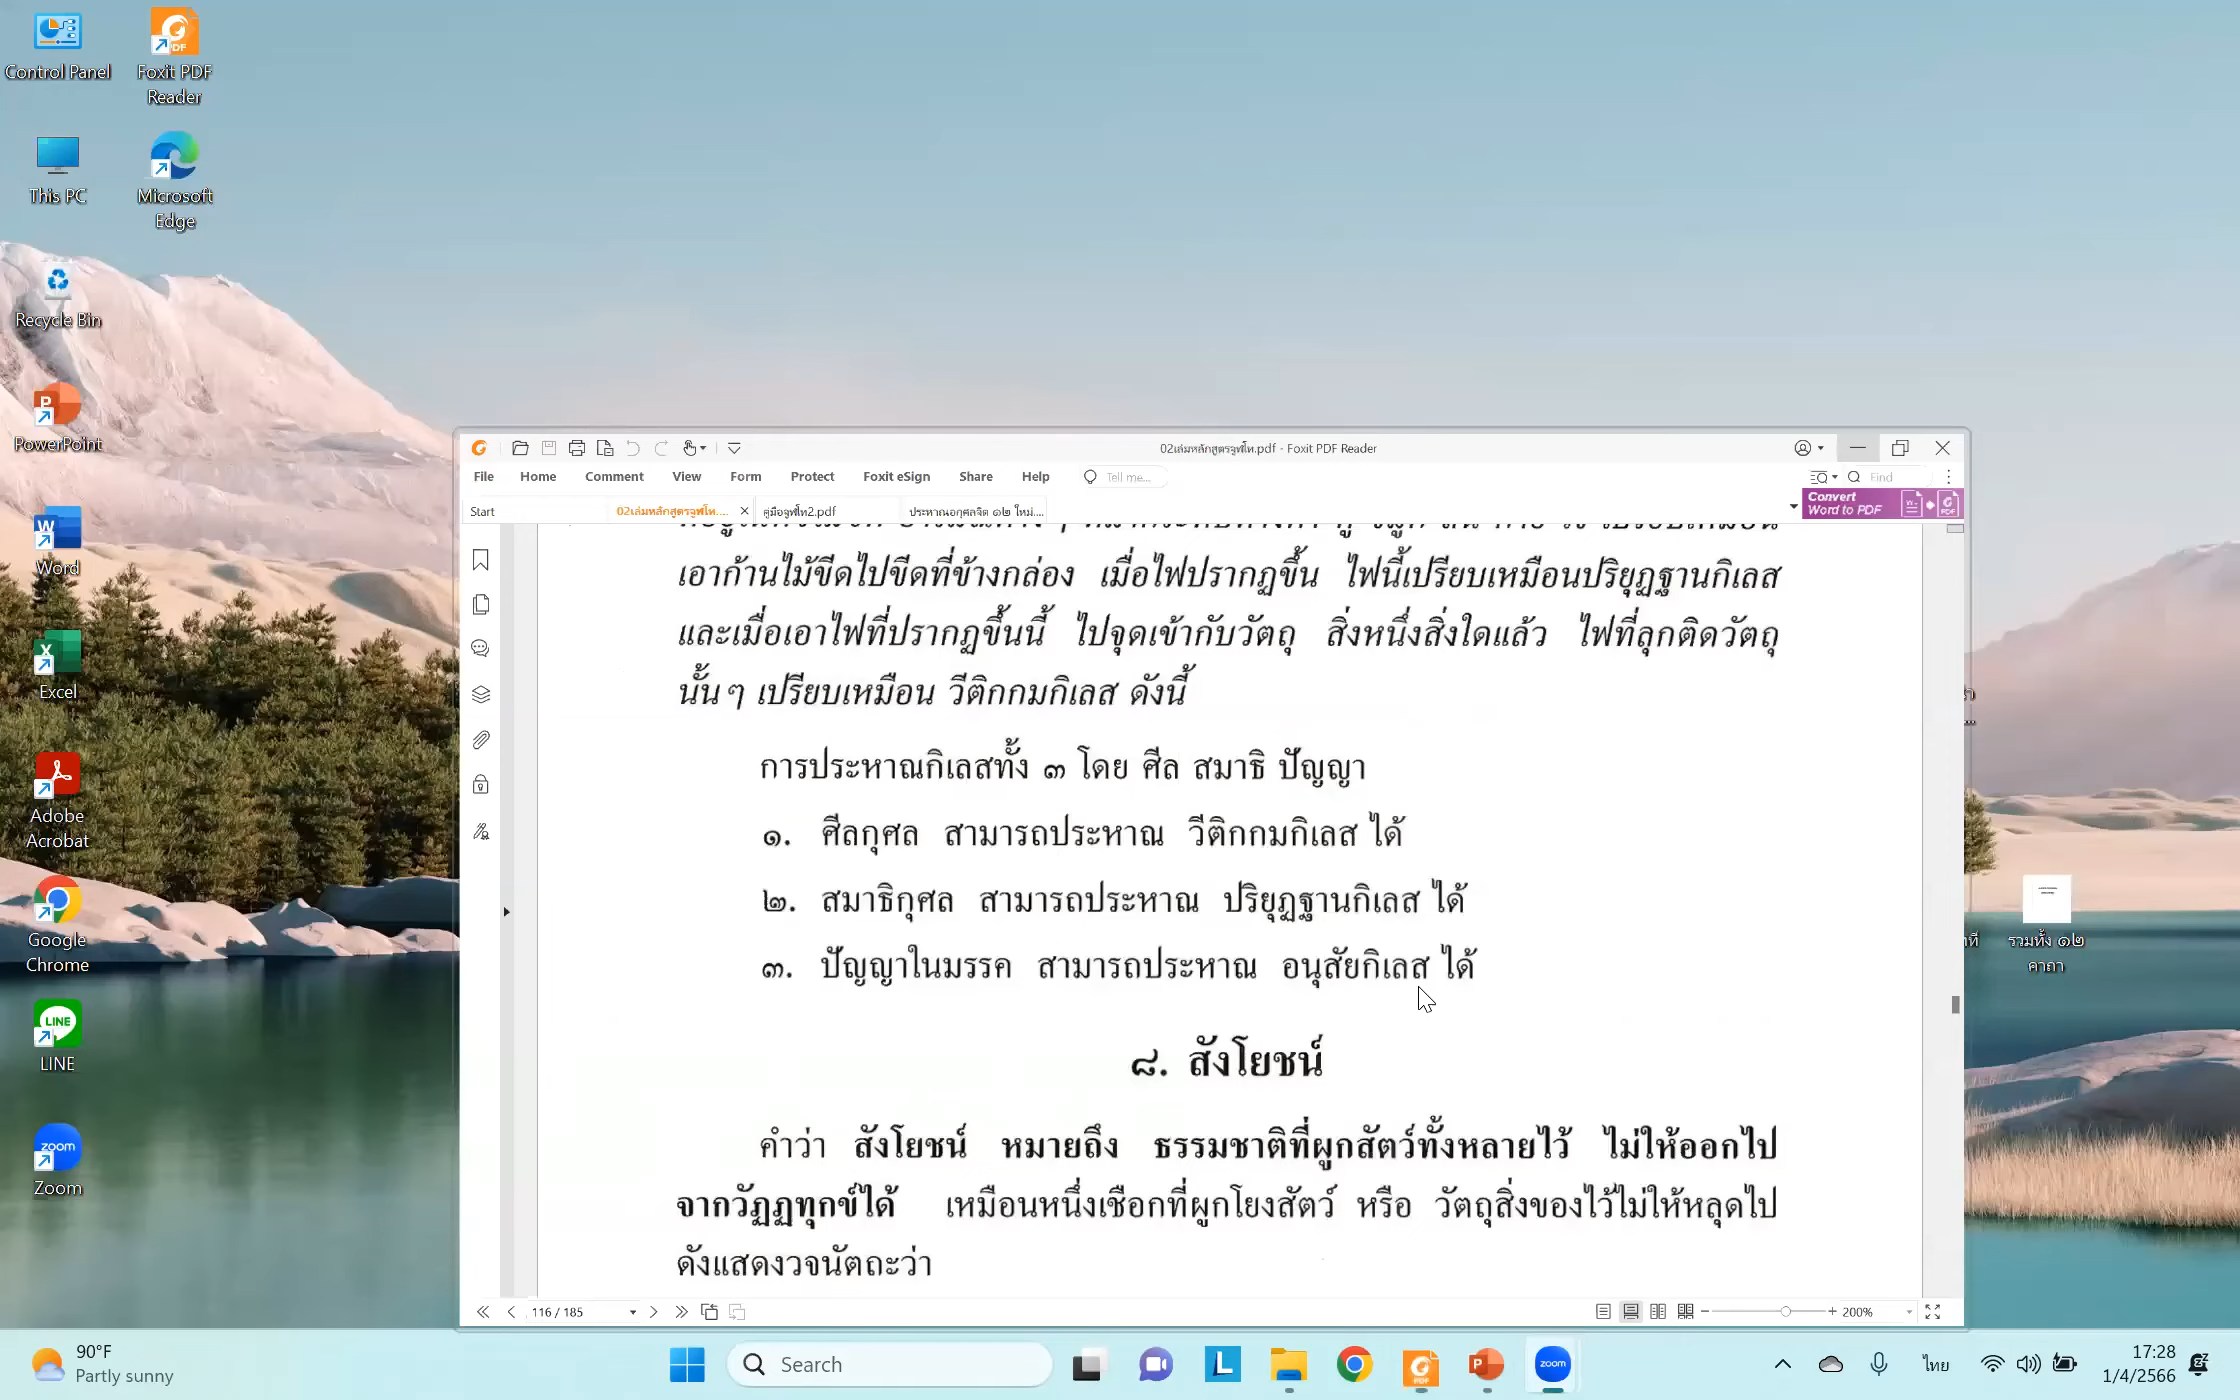 Control Panel
Foxit PDF
Reader
This PC
Microsoft
Edge
Recycle Bin
PowerPoint
Word
Excel
Adobe
Acrobat
Google
Chrome
LINE
zoom
Zoom
02เล่มหลักสูตรจูฬโท.pdf - Foxit PDF Reader
File Home Comment View Form Protect Foxit eSign Share Help Tell me... Find
Start 02เล่มหลักสูตรจูฬโท.... คู่มือจูฬโท2.pdf ประหาณอกุศลจิต ๑๒ ใหม่....
Convert
Word to PDF
เอาก้านไม้ขีดไปขีดที่ข้างกล่อง เมื่อไฟปรากฏขึ้น ไฟนี้เปรียบเหมือนปริยุฏฐานกิเลส
และเมื่อเอาไฟที่ปรากฏขึ้นนี้ ไปจุดเข้ากับวัตถุ สิ่งหนึ่งสิ่งใดแล้ว ไฟที่ลุกติดวัตถุ
นั้นๆ เปรียบเหมือน วีติกกมกิเลส ดังนี้
การประหาณกิเลสทั้ง ๓ โดย ศีล สมาธิ ปัญญา
๑. ศีลกุศล สามารถประหาณ วีติกกมกิเลส ได้
๒. สมาธิกุศล สามารถประหาณ ปริยุฏฐานกิเลส ได้
๓. ปัญญาในมรรค สามารถประหาณ อนุสัยกิเลส ได้
๘. สังโยชน์
คำว่า สังโยชน์ หมายถึง ธรรมชาติที่ผูกสัตว์ทั้งหลายไว้ ไม่ให้ออกไป
จากวัฏฏทุกข์ได้ เหมือนหนึ่งเชือกที่ผูกโยงสัตว์ หรือ วัตถุสิ่งของไว้ไม่ให้หลุดไป
ดังแสดงวจนัตถะว่า
116 / 185
200%
รวมทั้ง ๑๒
คาถา
90°F
Partly sunny
Search
zoom
ไทย
17:28
1/4/2566